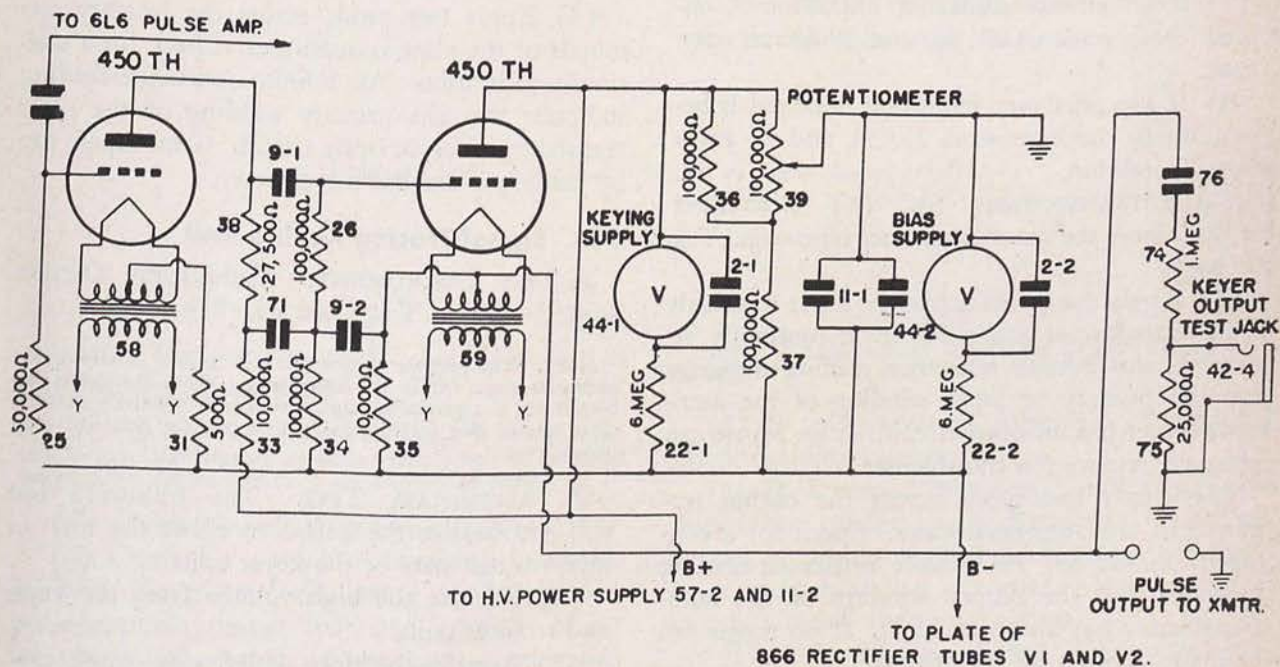 TO 6L6 PULSE AMP.
450 TH
450 TH
POTENTIOMETER
9-1
38
27,500Ω
26
100,000Ω
100,000Ω
36
100,000Ω
39
KEYING
SUPPLY
BIAS
SUPPLY
76
74
1.MEG
KEYER
OUTPUT
TEST JACK
42-4
71
9-2
2-1
11-1
2-2
V
V
44-1
44-2
58
59
Y
Y
Y
Y
50,000Ω
25
500Ω
31
10,000Ω
33
100,000Ω
34
10,000Ω
35
6.MEG
22-1
100,000Ω
37
6.MEG
22-2
25,000Ω
75
B+
B-
TO H.V. POWER SUPPLY 57-2 AND 11-2
PULSE
OUTPUT TO XMTR.
TO PLATE OF
866 RECTIFIER TUBES V1 AND V2.